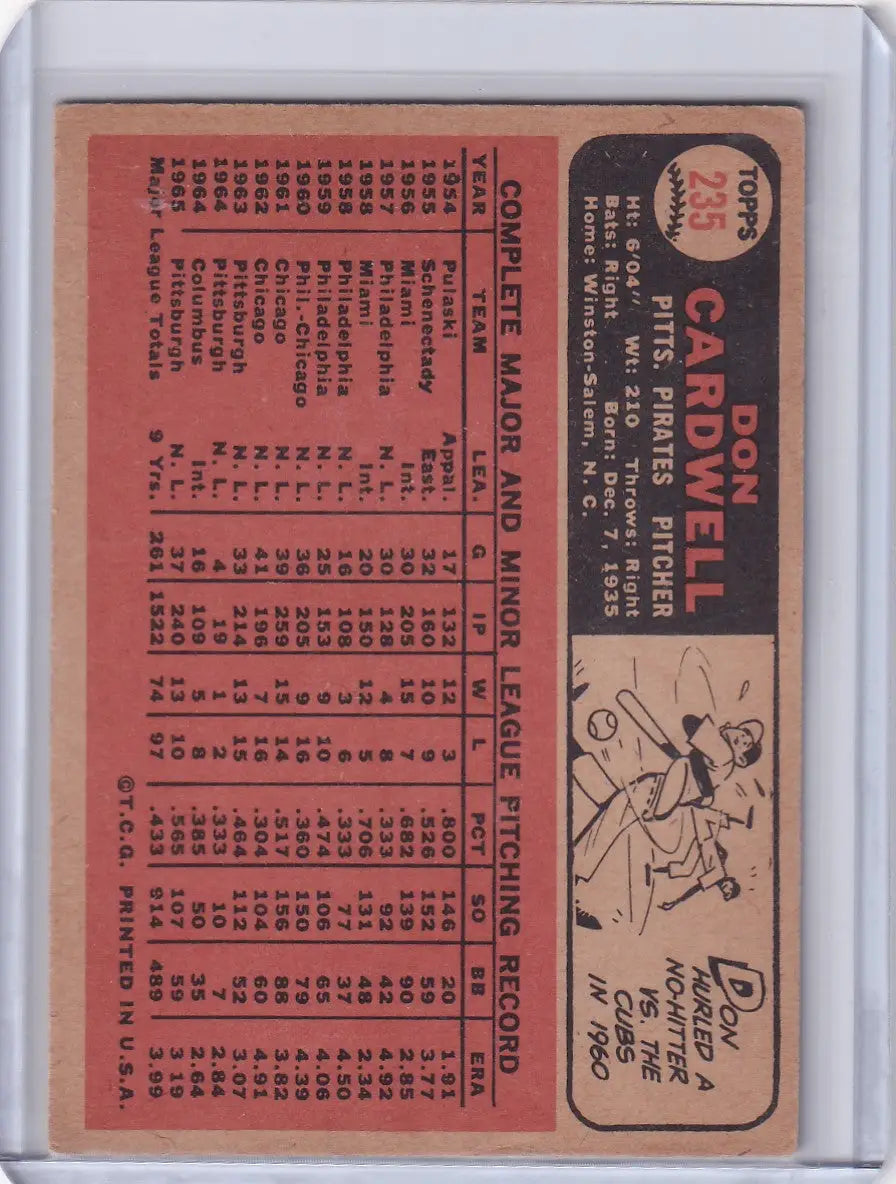 TOPPS
235
DON
CARDWELL
PITTS. PIRATES PITCHER
Ht: 6'04" Wt: 210 Throws: Right
Bats: Right Born: Dec. 7, 1935
Home: Winston-Salem, N. C.
DON
HURLED A
NO-HITTER
VS. THE
CUBS
IN 1960
COMPLETE MAJOR AND MINOR LEAGUE PITCHING RECORD
YEAR TEAM LEA. G IP W L PCT SO BB ERA
1954 Pulaski Appal. 17 132 12 3 .800 146 20 1.91
1955 Schenectady East. 32 160 10 9 .526 152 59 3.77
1956 Miami Int. 30 205 15 7 .682 139 90 2.85
1957 Philadelphia N. L. 30 128 4 8 .333 92 42 4.92
1958 Miami Int. 20 150 12 5 .706 131 48 2.34
1958 Philadelphia N. L. 16 108 3 6 .333 77 37 4.50
1959 Philadelphia N. L. 25 153 9 10 .474 106 65 4.06
1960 Phil.-Chicago N. L. 36 205 9 16 .360 150 79 4.39
1961 Chicago N. L. 39 259 15 14 .517 156 88 3.82
1962 Chicago N. L. 41 196 7 16 .304 104 60 4.91
1963 Pittsburgh N. L. 33 214 13 15 .464 112 52 3.07
1964 Pittsburgh N. L. 4 19 1 2 .333 10 7 2.84
1964 Columbus Int. 16 109 5 8 .385 50 35 2.64
1965 Pittsburgh N. L. 37 240 13 10 .565 107 59 3.19
Major League Totals 9 Yrs. 261 1522 74 97 .433 914 489 3.99
©T.C.G. PRINTED IN U.S.A.